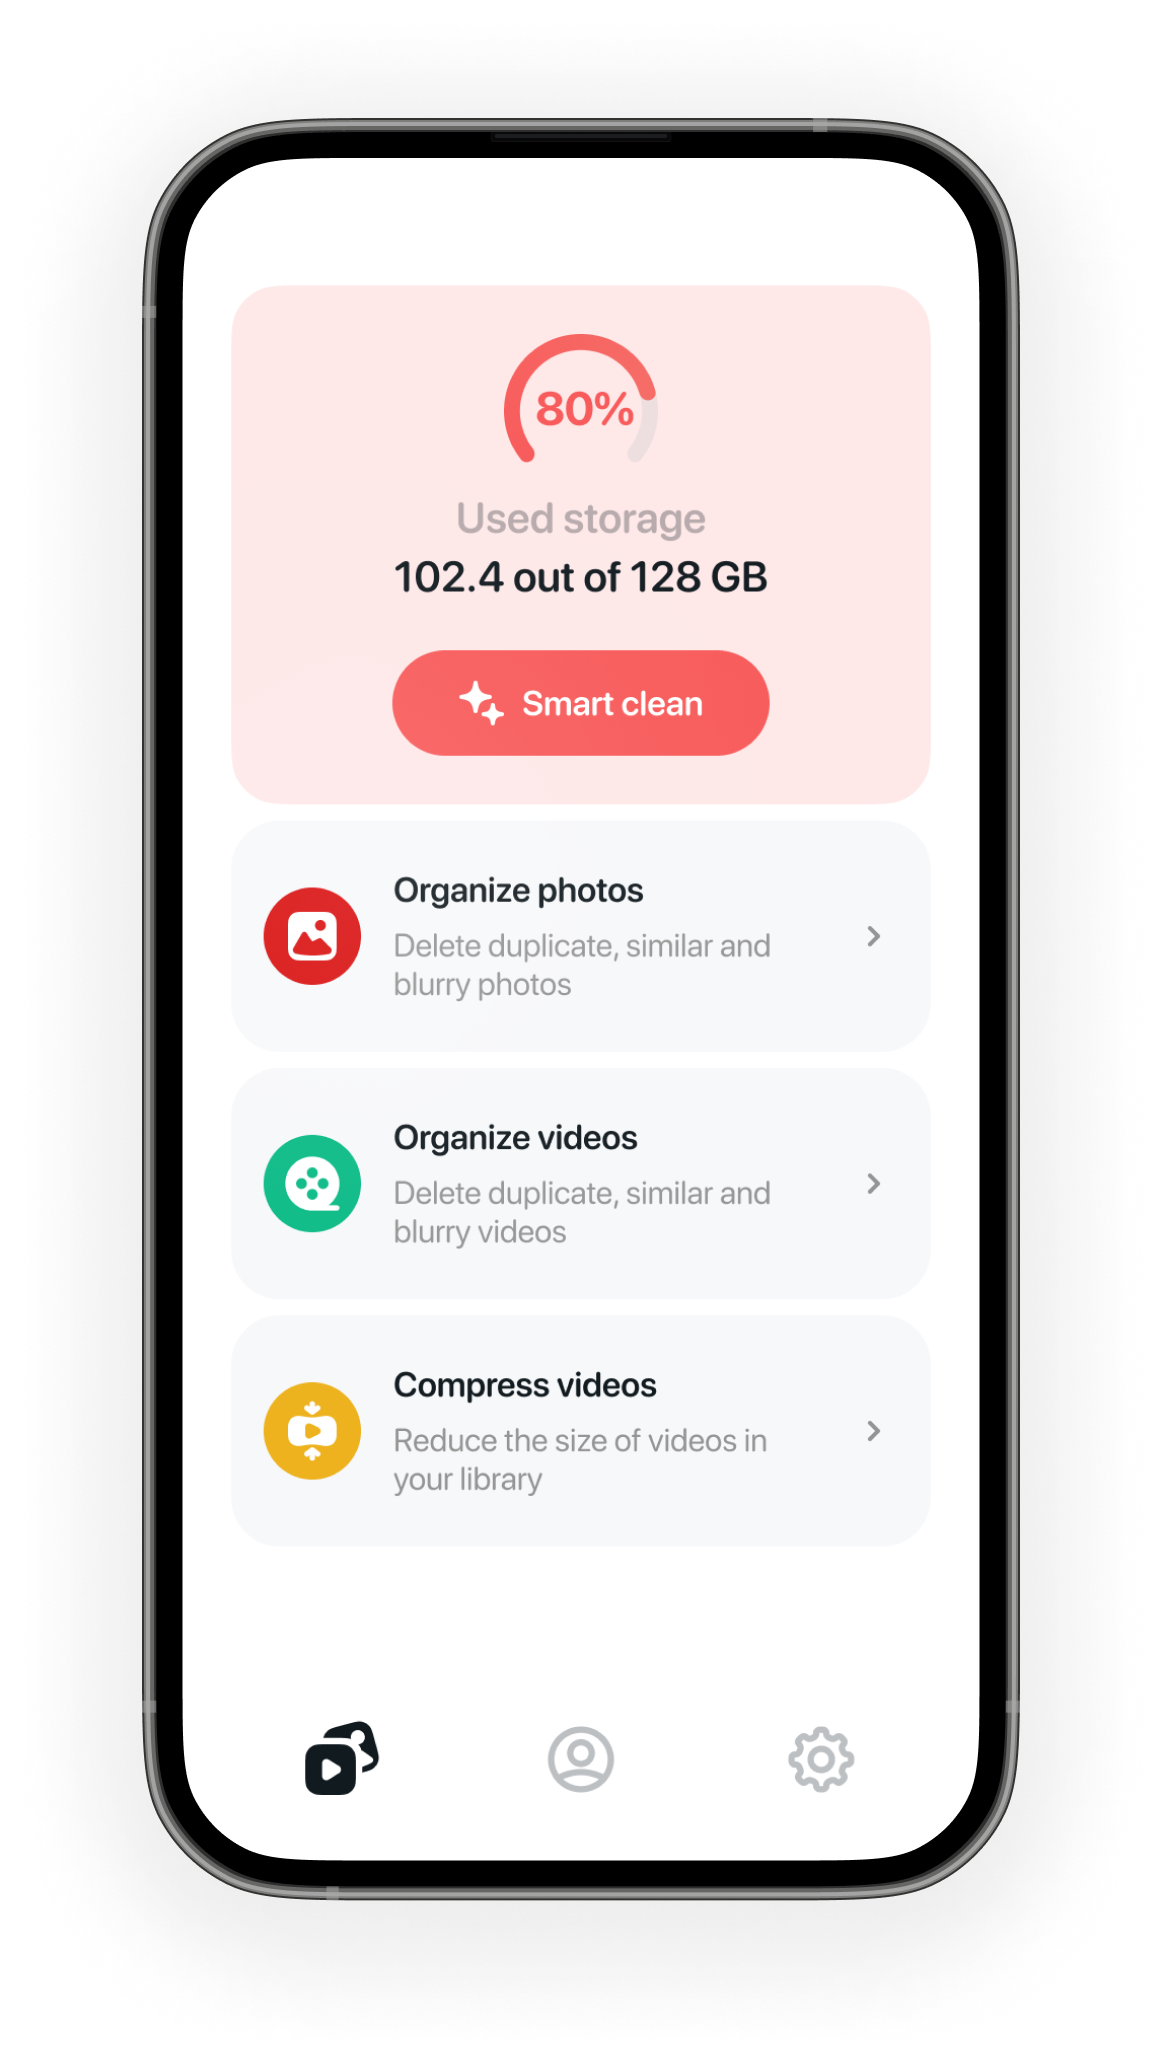 80%
Used storage
102.4 out of 128 GB
Smart clean
Organize photos
Delete duplicate, similar and
blurry photos
Organize videos
Delete duplicate, similar and
blurry videos
Compress videos
Reduce the size of videos in
your library